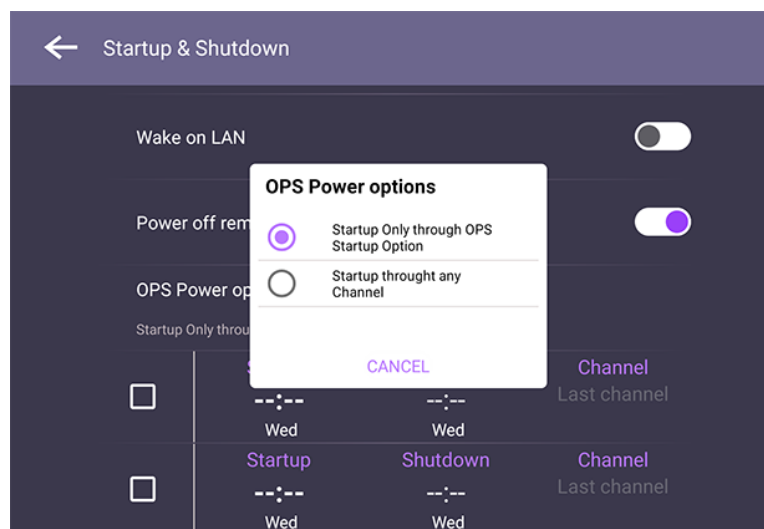 Startup & Shutdown
Wake on LAN
OPS Power options
Power off rem
Startup Only through OPS
Startup Option
Startup throught any
Channel
OPS Power op
Startup Only throu
CANCEL
Channel
--:-- --:-- Last channel
Wed Wed
Startup Shutdown Channel
--:-- --:-- Last channel
Wed Wed